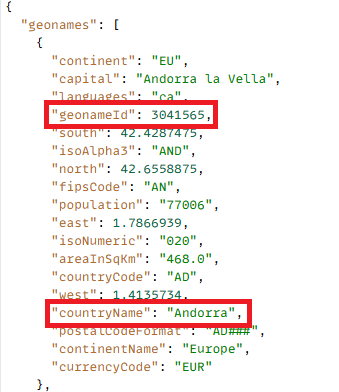 {
"geonames": [
{
"continent": "EU",
"capital": "Andorra la Vella",
"languages": "ca",
"geonameId": 3041565,
"south": 42.4287475,
"isoAlpha3": "AND",
"north": 42.6558875,
"fipsCode": "AN",
"population": "77006",
"east": 1.7866939,
"isoNumeric": "020",
"areaInSqKm": "468.0",
"countryCode": "AD",
"west": 1.4135734,
"countryName": "Andorra",
"postalCodeFormat": "AD###",
"continentName": "Europe",
"currencyCode": "EUR"
},